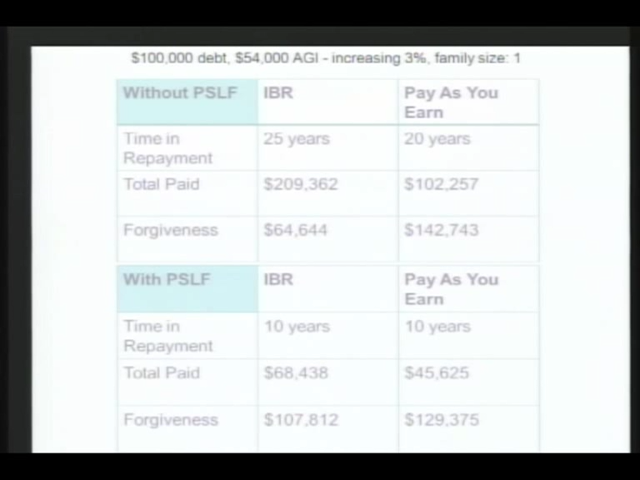 $100,000 debt, $54,000 AGI - increasing 3%, family size: 1
Without PSLF IBR Pay As You
Earn
Time in 25 years 20 years
Repayment
Total Paid $209,362 $102,257
Forgiveness $64,644 $142,743
With PSLF IBR Pay As You
Earn
Time in 10 years 10 years
Repayment
Total Paid $68,438 $45,625
Forgiveness $107,812 $129,375